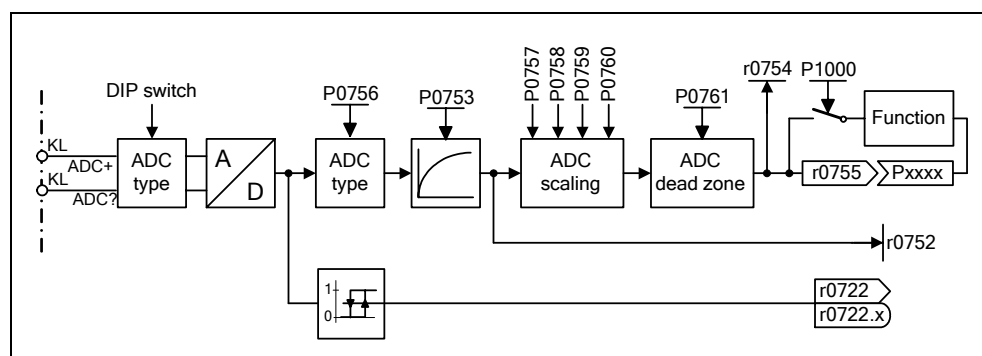 DIP switch
P0756
P0753
P0757
P0758
P0759
P0760
P0761
r0754
P1000
KL
ADC+
KL
ADC?
ADC
type
A
D
ADC
type
ADC
scaling
ADC
dead zone
Function
r0755
Pxxxx
r0752
1
0
r0722
r0722.x